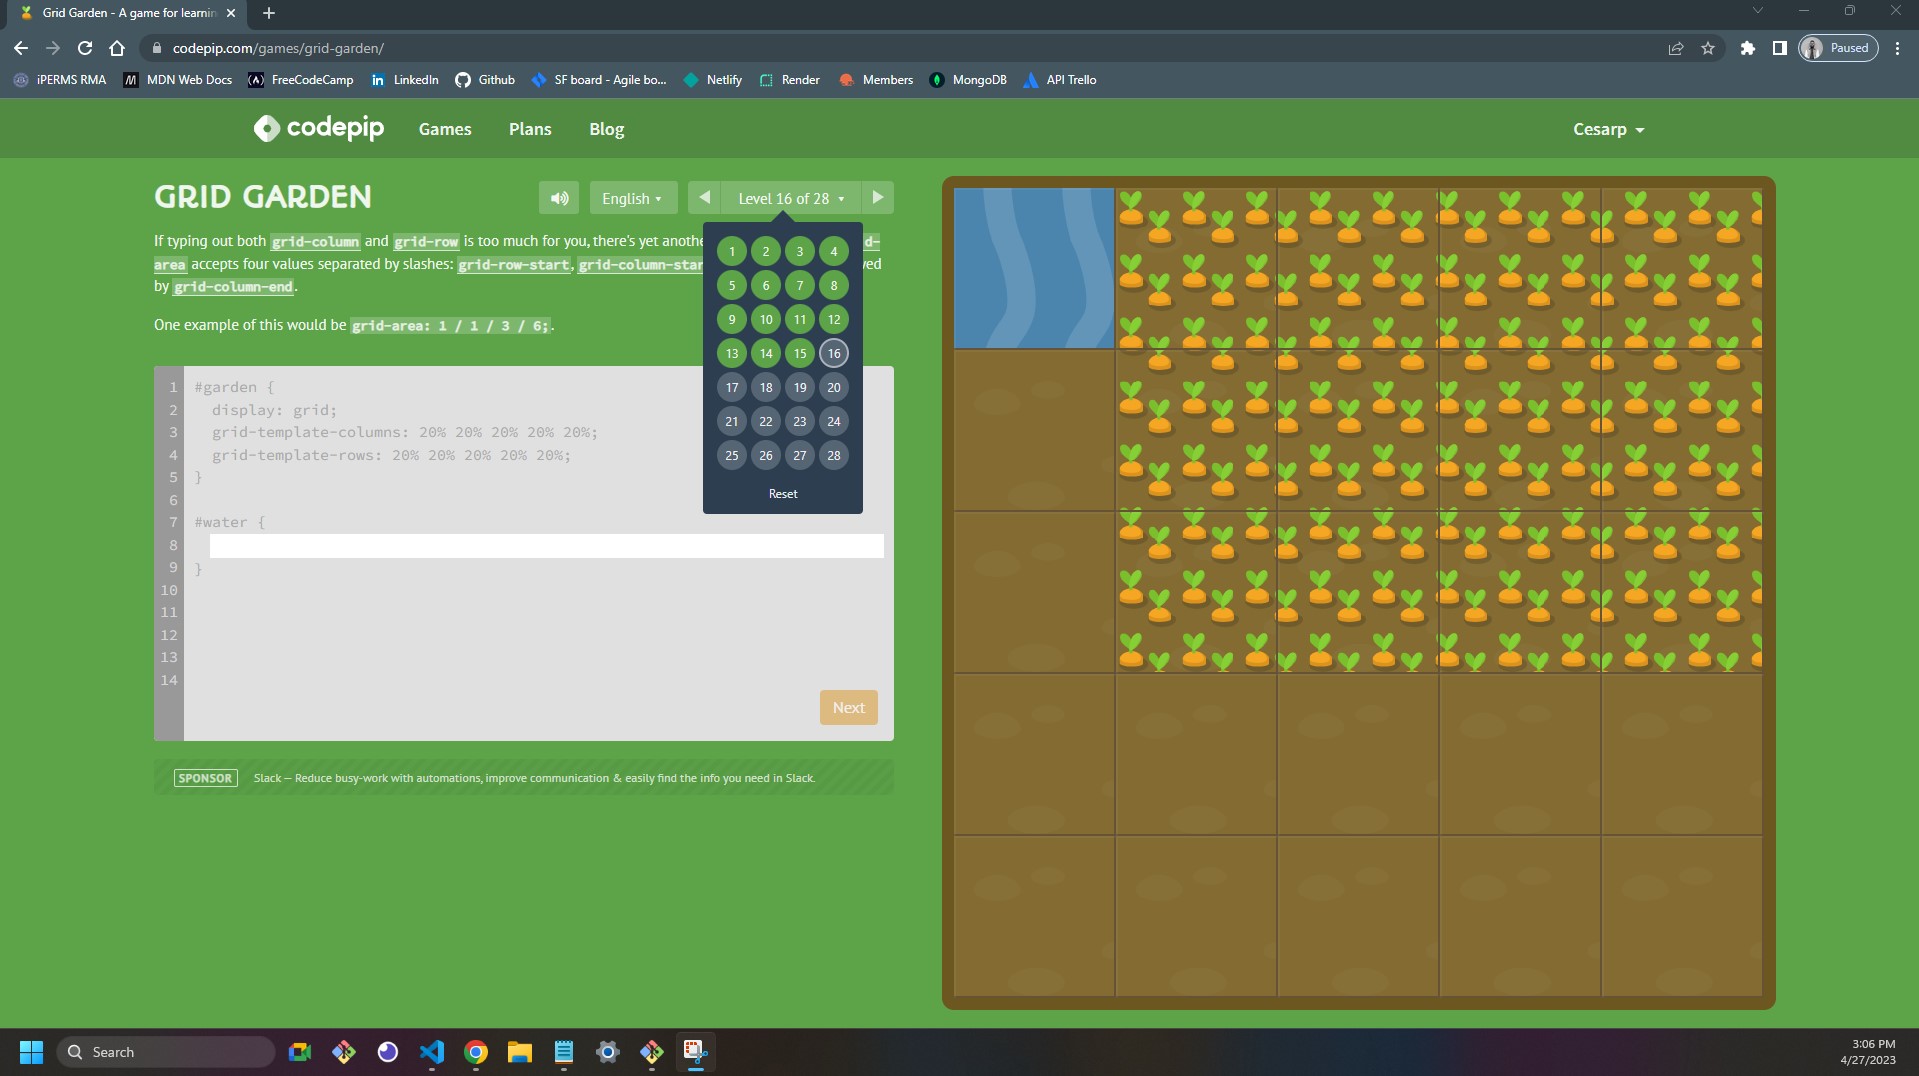 Grid Garden - A game for learnin
codepip.com/games/grid-garden/
Paused
iPERMS RMA
MDN Web Docs
FreeCodeCamp
LinkedIn
Github
SF board - Agile bo...
Netlify
Render
Members
MongoDB
API Trello
codepip
Games
Plans
Blog
Cesarp
GRID GARDEN
English
Level 16 of 28
If typing out both grid-column and grid-row is too much for you, there's yet anothe d-
area accepts four values separated by slashes: grid-row-start, grid-column-star ved
by grid-column-end.
One example of this would be grid-area: 1 / 1 / 3 / 6;.
1 2 3 4
5 6 7 8
9 10 11 12
13 14 15 16
17 18 19 20
21 22 23 24
25 26 27 28
Reset
1 #garden {
2 display: grid;
3 grid-template-columns: 20% 20% 20% 20% 20%;
4 grid-template-rows: 20% 20% 20% 20% 20%;
5 }
6
7 #water {
8
9 }
10
11
12
13
14
Next
SPONSOR Slack — Reduce busy-work with automations, improve communication & easily find the info you need in Slack.
Search
3:06 PM
4/27/2023